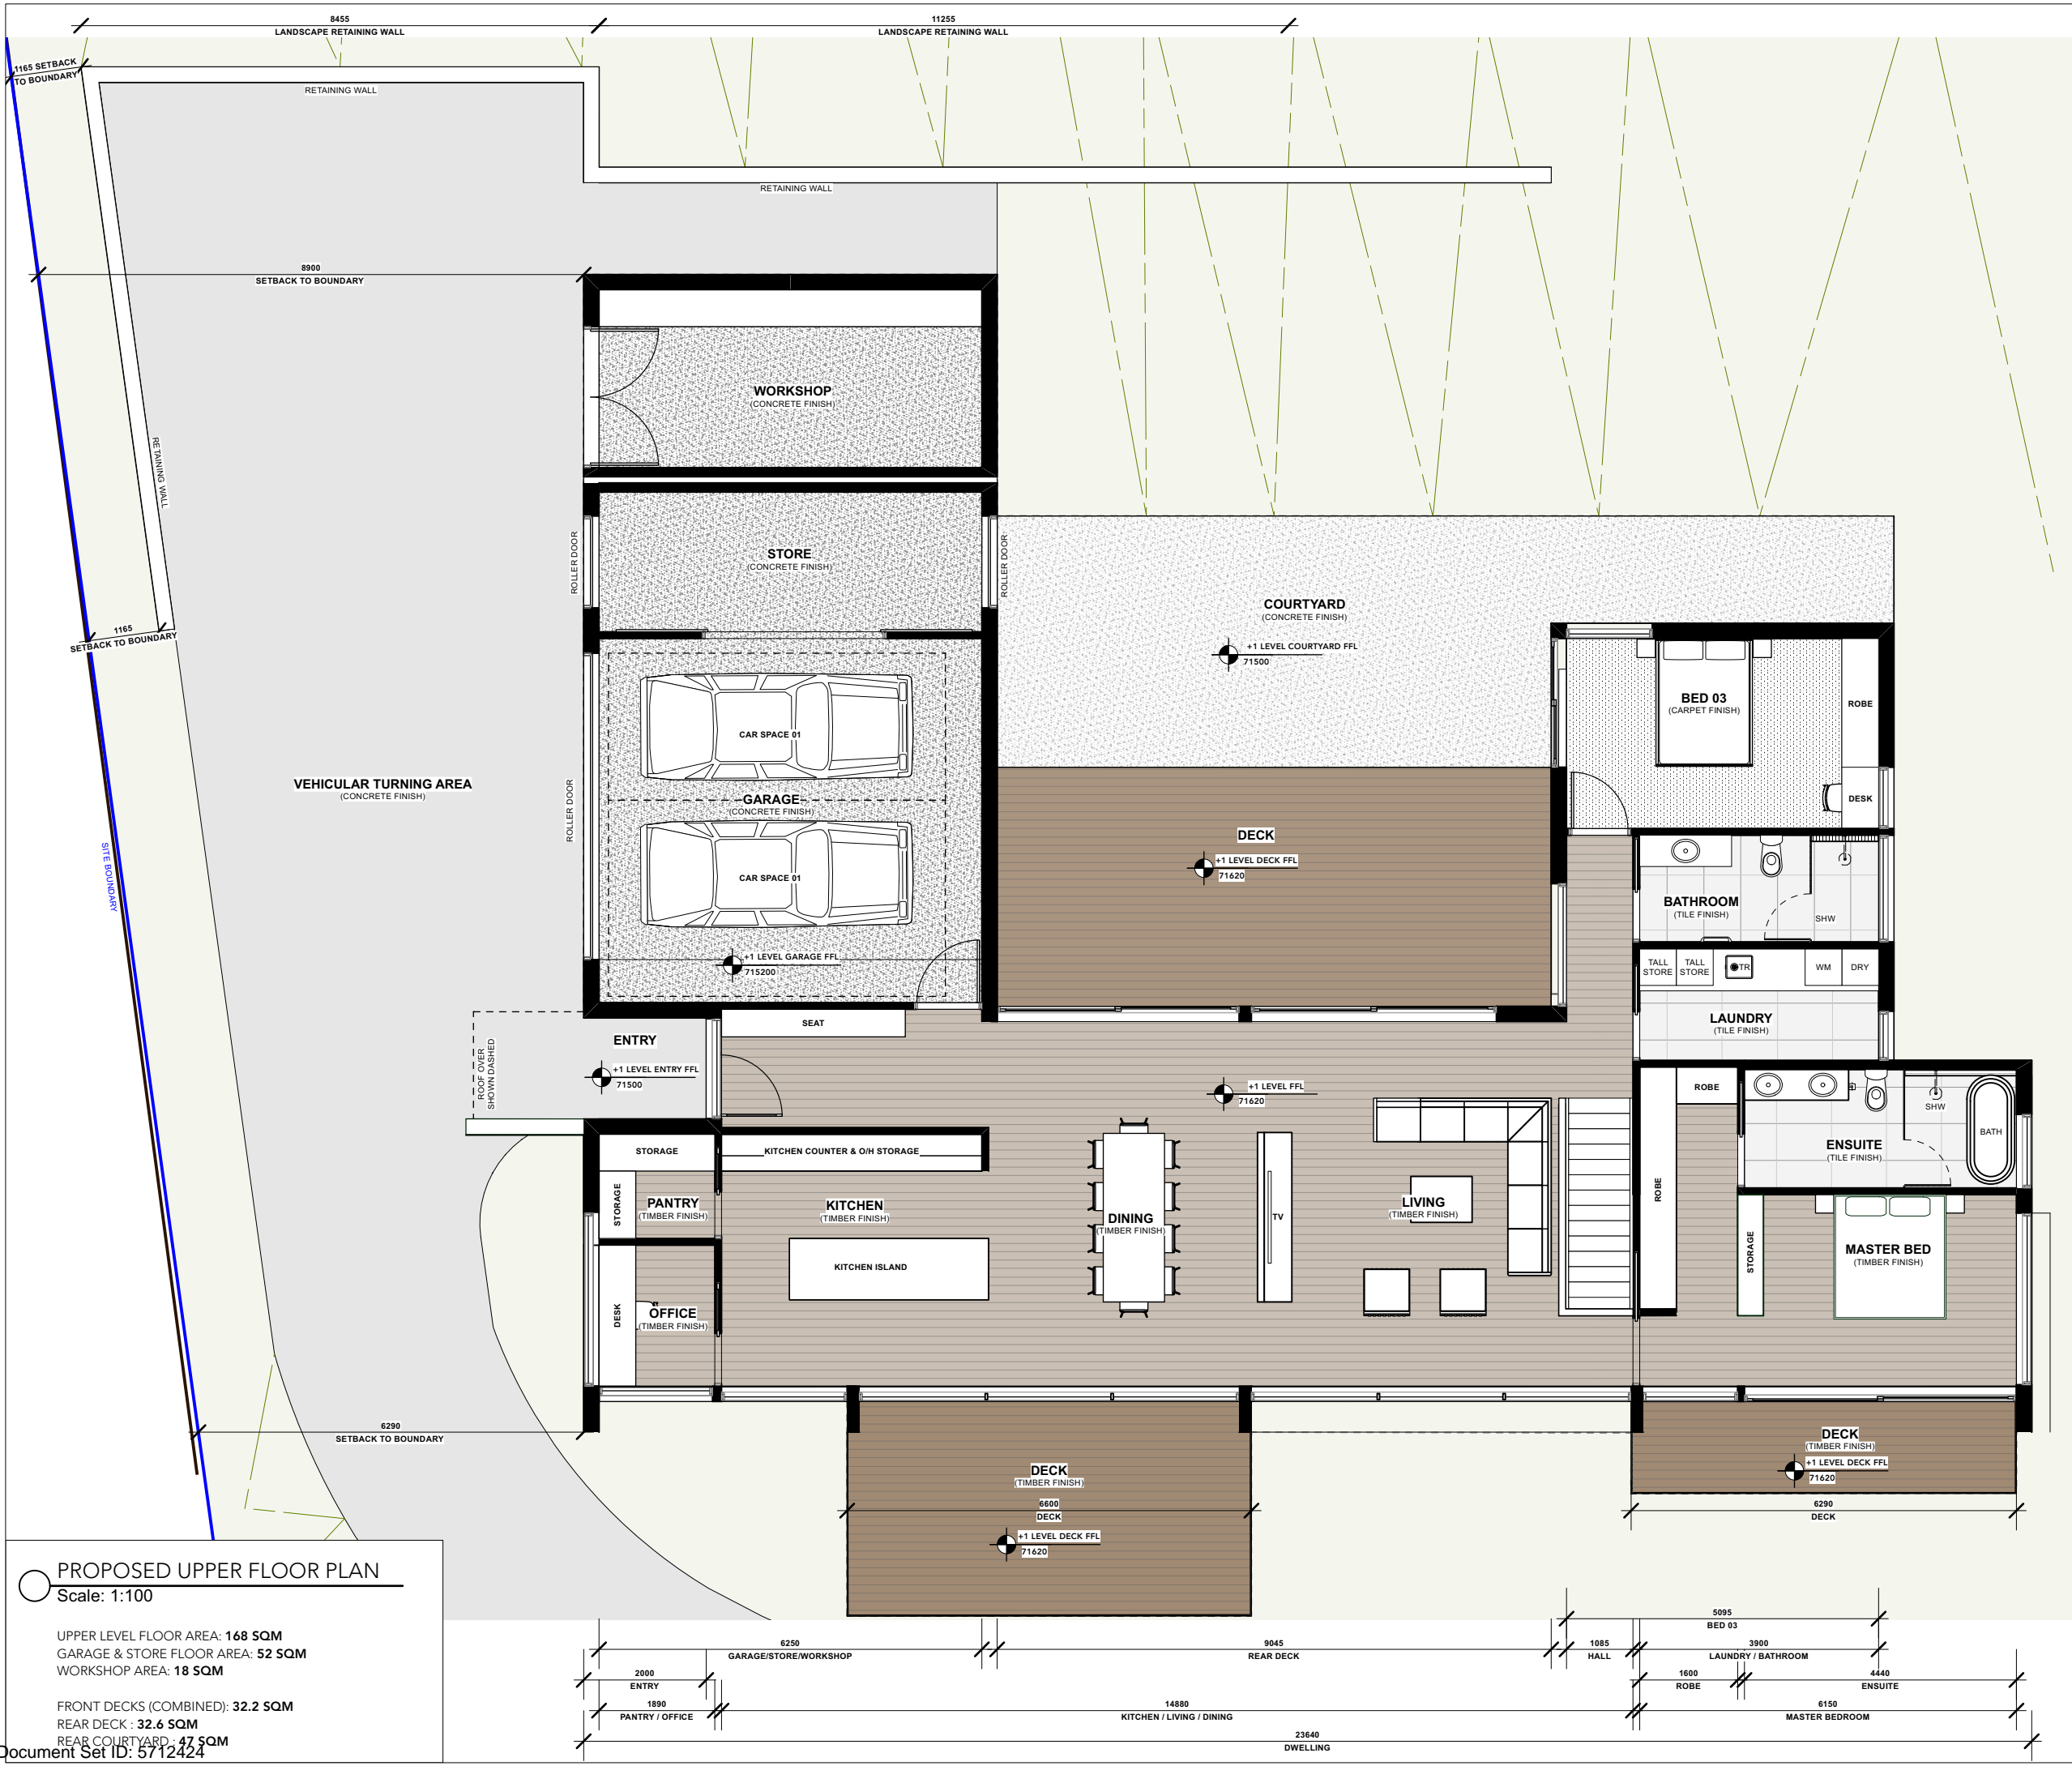 8455
LANDSCAPE RETAINING WALL
11255
LANDSCAPE RETAINING WALL
1165 SETBACK
TO BOUNDARY
RETAINING WALL
RETAINING WALL
8900
SETBACK TO BOUNDARY
WORKSHOP
(CONCRETE FINISH)
RETAINING WALL
STORE
(CONCRETE FINISH)
ROLLER DOOR
ROLLER DOOR
COURTYARD
(CONCRETE FINISH)
+1 LEVEL COURTYARD FFL
71500
1165
SETBACK TO BOUNDARY
BED 03
(CARPET FINISH)
ROBE
DESK
CAR SPACE 01
VEHICULAR TURNING AREA
(CONCRETE FINISH)
ROLLER DOOR
GARAGE
(CONCRETE FINISH)
DECK
+1 LEVEL DECK FFL
71620
CAR SPACE 01
SITE BOUNDARY
BATHROOM
(TILE FINISH)
SHW
+1 LEVEL GARAGE FFL
715200
TALL
STORE
TALL
STORE
TR
WM
DRY
LAUNDRY
(TILE FINISH)
SEAT
ENTRY
ROOF OVER
SHOWN DASHED
+1 LEVEL ENTRY FFL
71500
+1 LEVEL FFL
71620
ROBE
SHW
BATH
ENSUITE
(TILE FINISH)
STORAGE
KITCHEN COUNTER & O/H STORAGE
STORAGE
PANTRY
(TIMBER FINISH)
KITCHEN
(TIMBER FINISH)
DINING
(TIMBER FINISH)
TV
LIVING
(TIMBER FINISH)
ROBE
STORAGE
MASTER BED
(TIMBER FINISH)
KITCHEN ISLAND
DESK
OFFICE
(TIMBER FINISH)
6290
SETBACK TO BOUNDARY
DECK
(TIMBER FINISH)
6600
DECK
+1 LEVEL DECK FFL
71620
DECK
(TIMBER FINISH)
+1 LEVEL DECK FFL
71620
6290
DECK
PROPOSED UPPER FLOOR PLAN
Scale: 1:100
UPPER LEVEL FLOOR AREA: 168 SQM
GARAGE & STORE FLOOR AREA: 52 SQM
WORKSHOP AREA: 18 SQM
FRONT DECKS (COMBINED): 32.2 SQM
REAR DECK : 32.6 SQM
REAR COURTYARD : 47 SQM
Document Set ID: 5712424
5095
BED 03
6250
GARAGE/STORE/WORKSHOP
9045
REAR DECK
1085
HALL
3900
LAUNDRY / BATHROOM
2000
ENTRY
1600
ROBE
4440
ENSUITE
1890
PANTRY / OFFICE
14880
KITCHEN / LIVING / DINING
6150
MASTER BEDROOM
23640
DWELLING